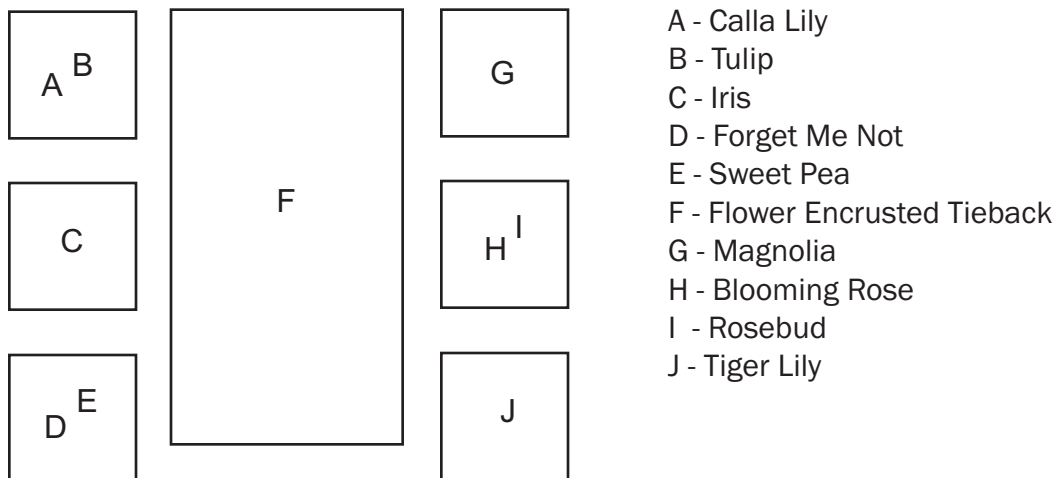 A B
C
D E
F
G
H I
J
A - Calla Lily
B - Tulip
C - Iris
D - Forget Me Not
E - Sweet Pea
F - Flower Encrusted Tieback
G - Magnolia
H - Blooming Rose
I - Rosebud
J - Tiger Lily